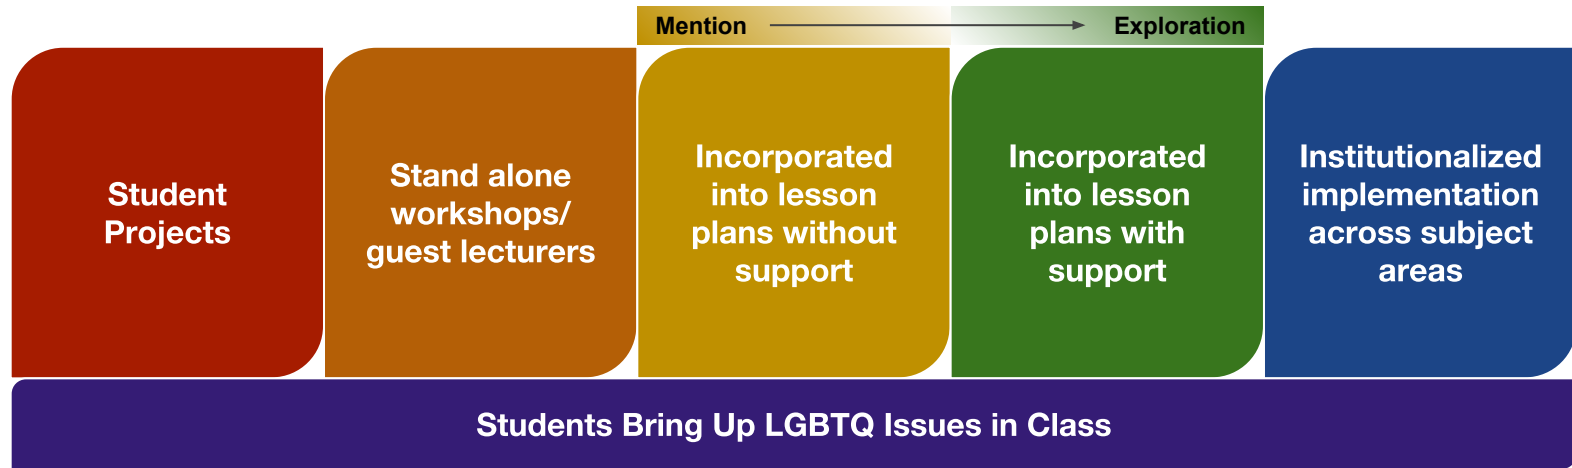 Mention
Exploration
Student
Projects
Stand alone
workshops/
guest lecturers
Incorporated
into lesson
plans without
support
Incorporated
into lesson
plans with
support
Institutionalized
implementation
across subject
areas
Students Bring Up LGBTQ Issues in Class